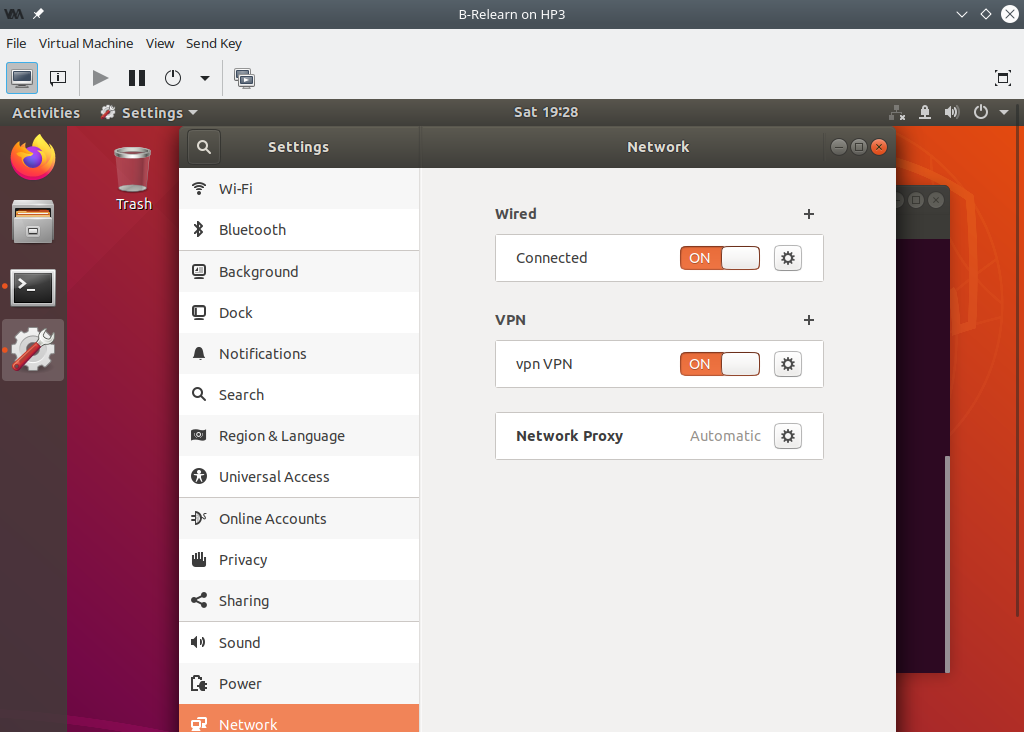 B-Relearn on HP3
File Virtual Machine View Send Key
Activities Settings Sat 19:28
Trash
Settings
Network
Wi-Fi
Bluetooth
Background
Dock
Notifications
Search
Region & Language
Universal Access
Online Accounts
Privacy
Sharing
Sound
Power
Network
Wired
Connected ON
VPN
vpn VPN ON
Network Proxy Automatic